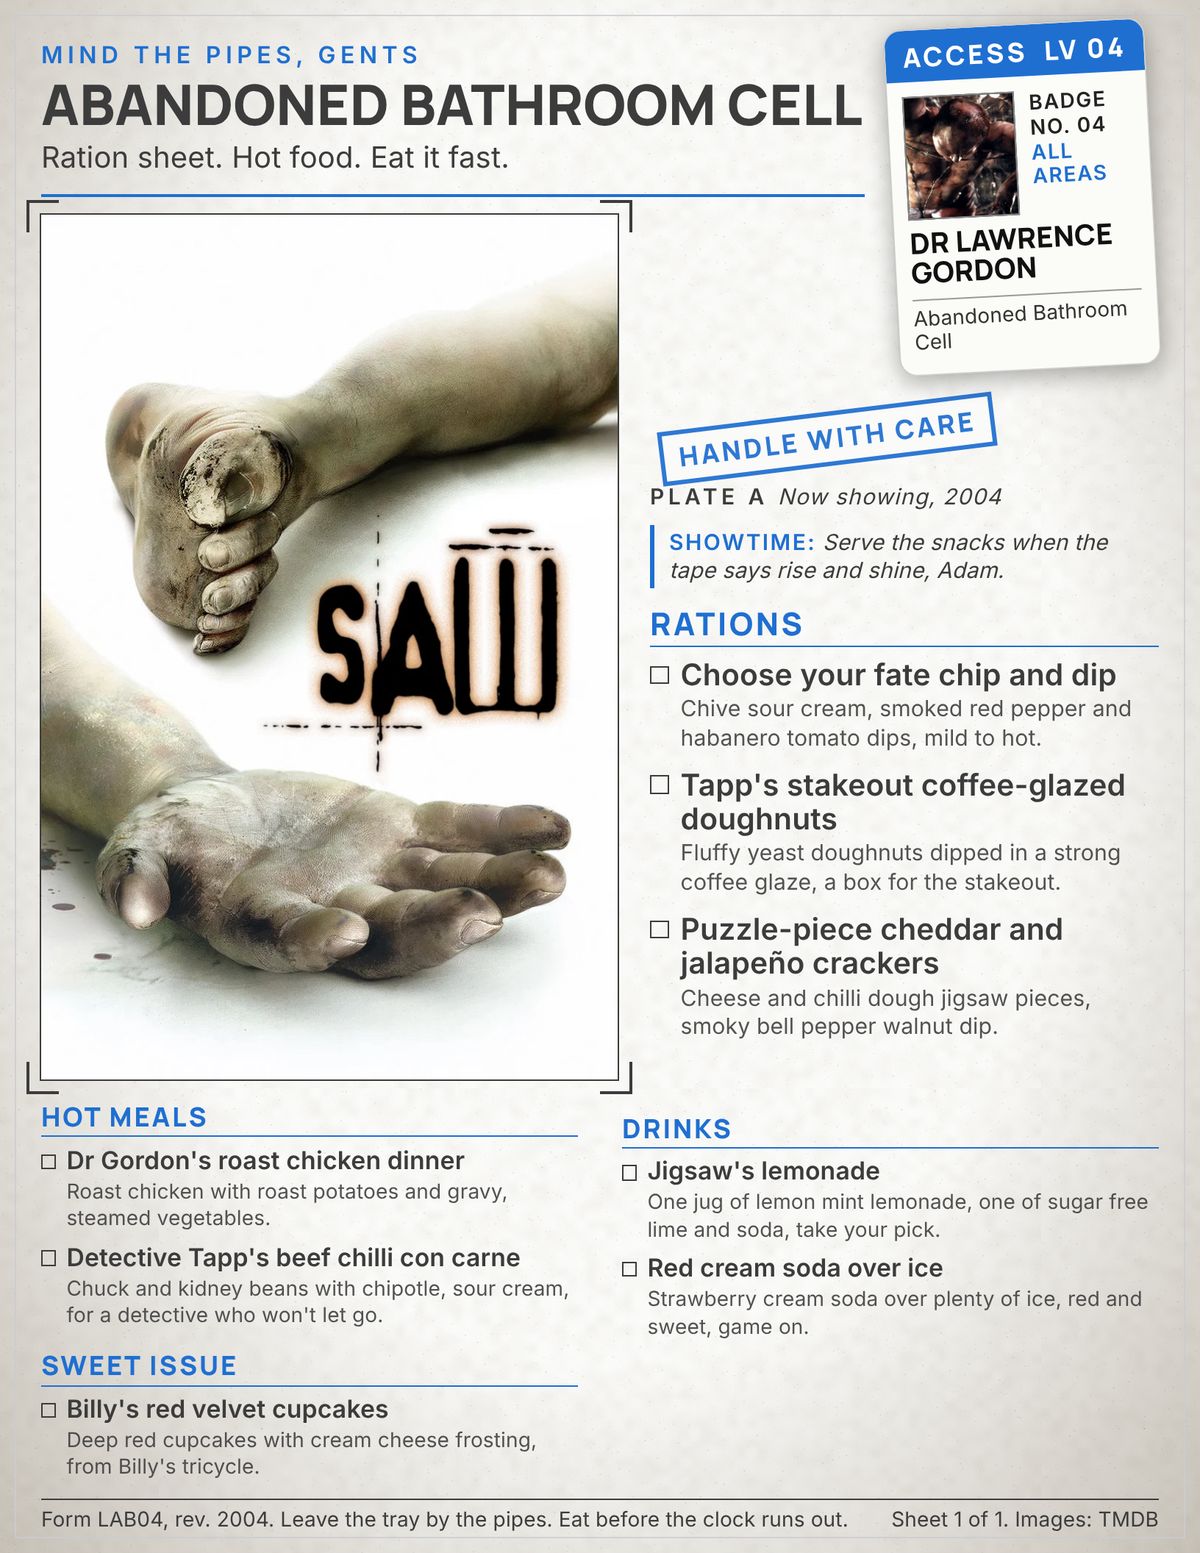 MIND THE PIPES, GENTS
ABANDONED BATHROOM CELL
Ration sheet. Hot food. Eat it fast.
ACCESS LV 04
BADGE
NO. 04
ALL
AREAS
DR LAWRENCE
GORDON
Abandoned Bathroom
Cell
SAW
HANDLE WITH CARE
PLATE A Now showing, 2004
SHOWTIME: Serve the snacks when the
tape says rise and shine, Adam.
RATIONS
Choose your fate chip and dip
Chive sour cream, smoked red pepper and
habanero tomato dips, mild to hot.
Tapp's stakeout coffee-glazed
doughnuts
Fluffy yeast doughnuts dipped in a strong
coffee glaze, a box for the stakeout.
Puzzle-piece cheddar and
jalapeño crackers
Cheese and chilli dough jigsaw pieces,
smoky bell pepper walnut dip.
HOT MEALS
Dr Gordon's roast chicken dinner
Roast chicken with roast potatoes and gravy,
steamed vegetables.
Detective Tapp's beef chilli con carne
Chuck and kidney beans with chipotle, sour cream,
for a detective who won't let go.
SWEET ISSUE
Billy's red velvet cupcakes
Deep red cupcakes with cream cheese frosting,
from Billy's tricycle.
DRINKS
Jigsaw's lemonade
One jug of lemon mint lemonade, one of sugar free
lime and soda, take your pick.
Red cream soda over ice
Strawberry cream soda over plenty of ice, red and
sweet, game on.
Form LAB04, rev. 2004. Leave the tray by the pipes. Eat before the clock runs out.
Sheet 1 of 1. Images: TMDB